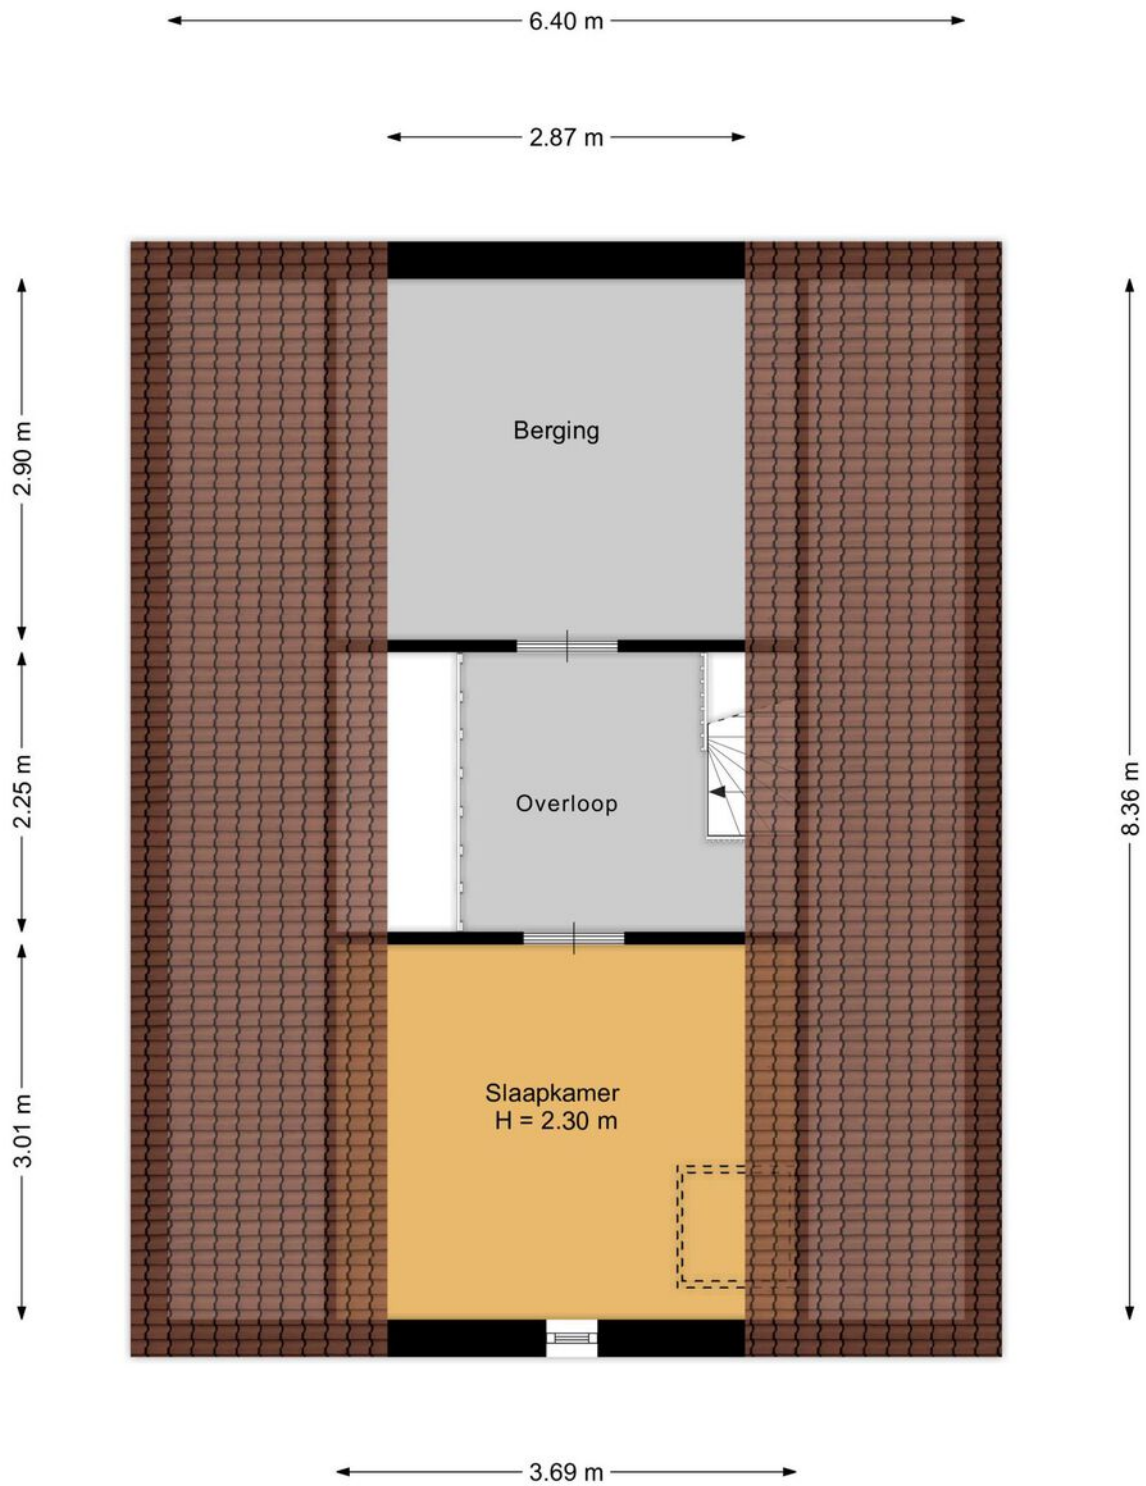 6.40 m
2.87 m
Berging
2.90 m
2.25 m
Overloop
8.36 m
Slaapkamer
H = 2.30 m
3.01 m
3.69 m